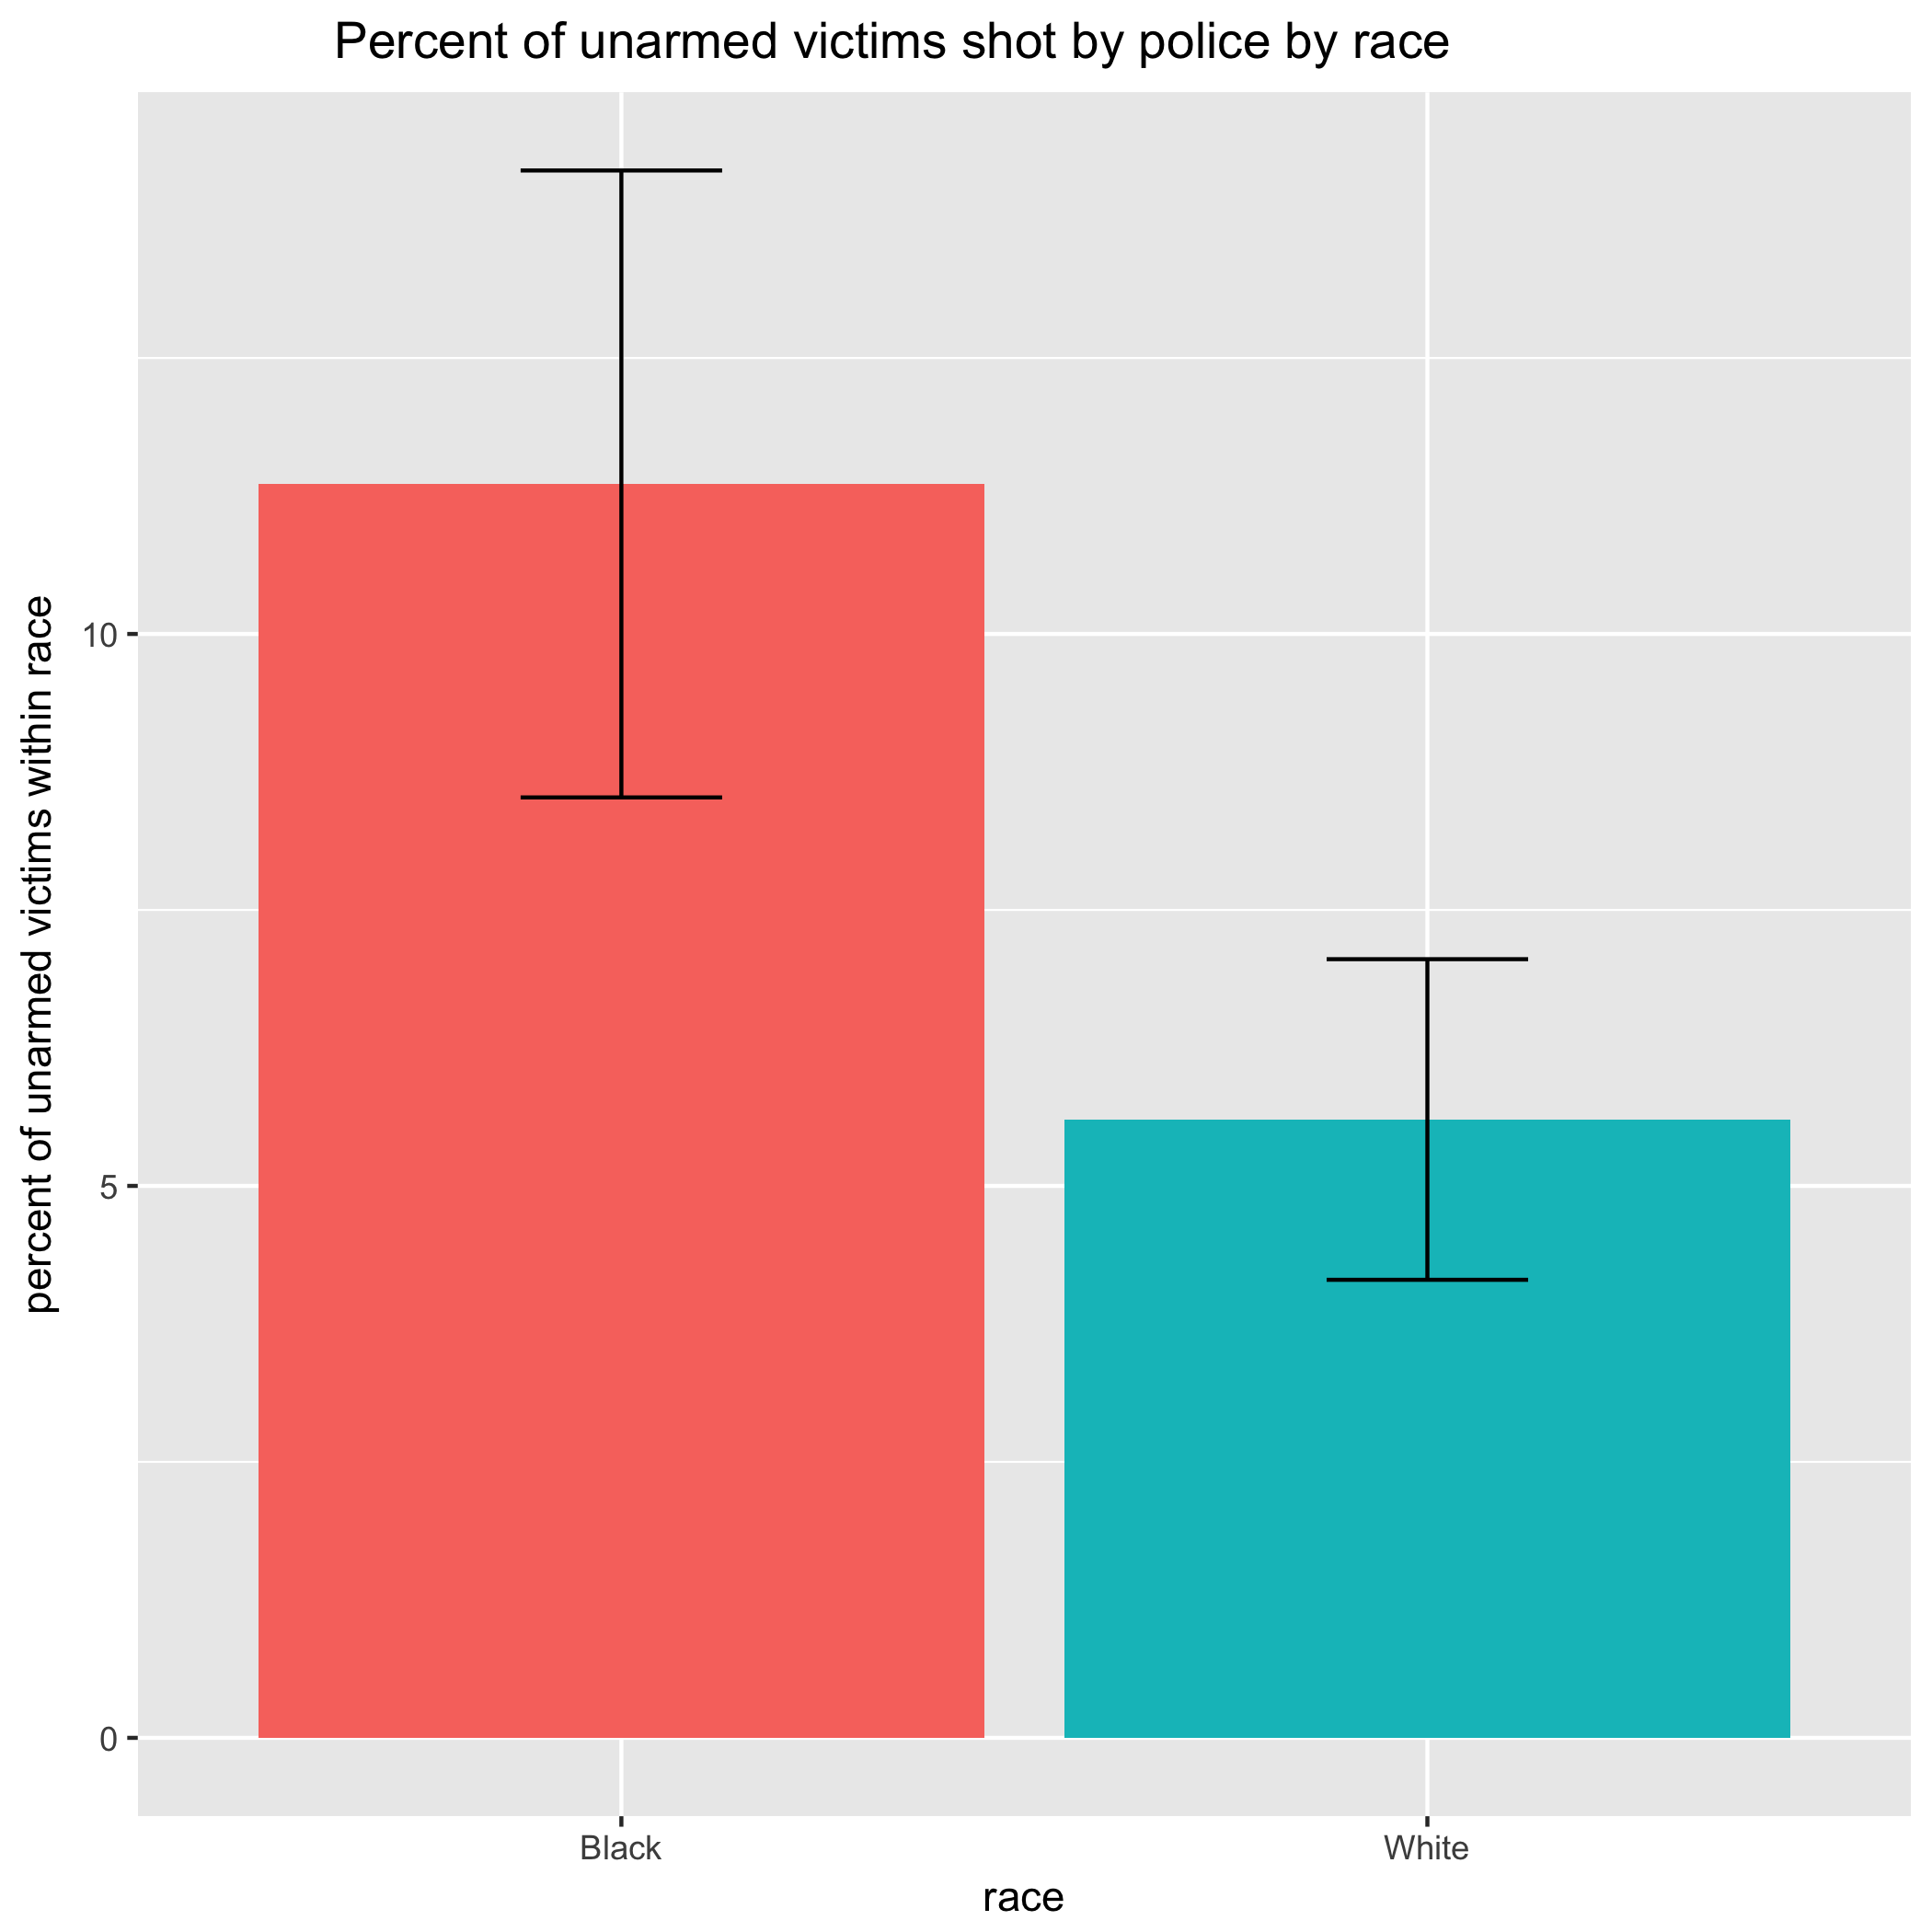 Percent of unarmed victims shot by police by race
percent of unarmed victims within race
10
5
0
Black
White
race